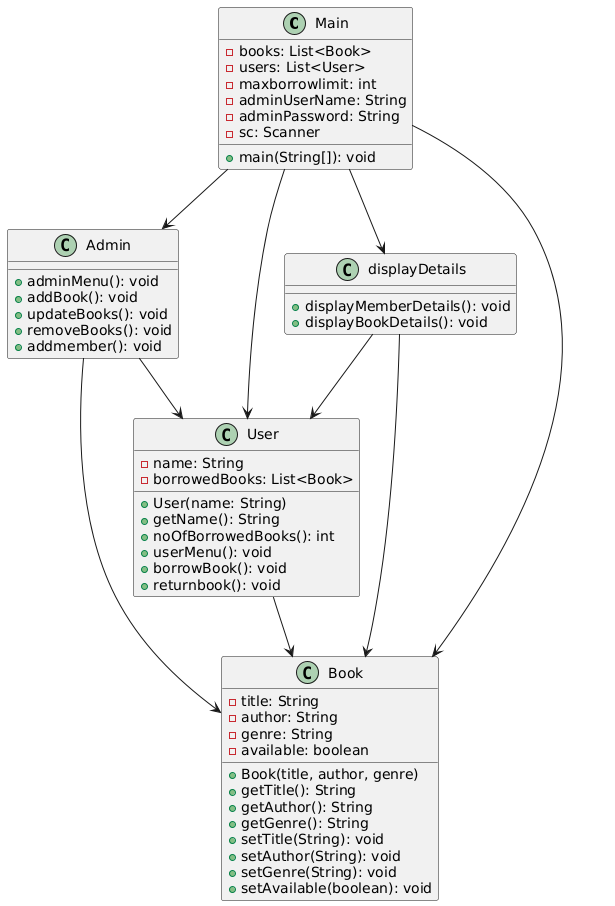 C Main
books: List<Book>
users: List<User>
maxborrowlimit: int
adminUserName: String
adminPassword: String
sc: Scanner
main(String[]): void
C Admin
adminMenu(): void
addBook(): void
updateBooks(): void
removeBooks(): void
addmember(): void
C displayDetails
displayMemberDetails(): void
displayBookDetails(): void
C User
name: String
borrowedBooks: List<Book>
User(name: String)
getName(): String
noOfBorrowedBooks(): int
userMenu(): void
borrowBook(): void
returnbook(): void
C Book
title: String
author: String
genre: String
available: boolean
Book(title, author, genre)
getTitle(): String
getAuthor(): String
getGenre(): String
setTitle(String): void
setAuthor(String): void
setGenre(String): void
setAvailable(boolean): void